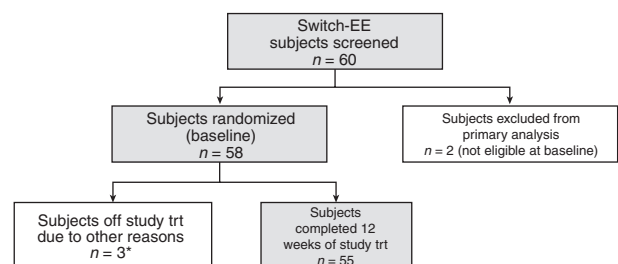 Switch-EE
subjects screened
n = 60
Subjects randomized
(baseline)
n = 58
Subjects excluded from
primary analysis
n = 2 (not eligible at baseline)
Subjects off study trt
due to other reasons
n = 3*
Subjects
completed 12
weeks of study trt
n = 55